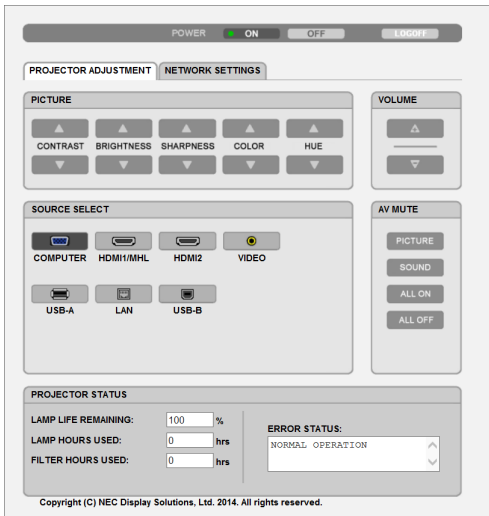 POWER ON OFF LOGOFF
PROJECTOR ADJUSTMENT NETWORK SETTINGS
PICTURE
CONTRAST BRIGHTNESS SHARPNESS COLOR HUE
VOLUME
SOURCE SELECT
COMPUTER HDMI1/MHL HDMI2 VIDEO
USB-A LAN USB-B
AV MUTE
PICTURE
SOUND
ALL ON
ALL OFF
PROJECTOR STATUS
LAMP LIFE REMAINING: 100 %
LAMP HOURS USED: 0 hrs
FILTER HOURS USED: 0 hrs
ERROR STATUS:
NORMAL OPERATION
Copyright (C) NEC Display Solutions, Ltd. 2014. All rights reserved.